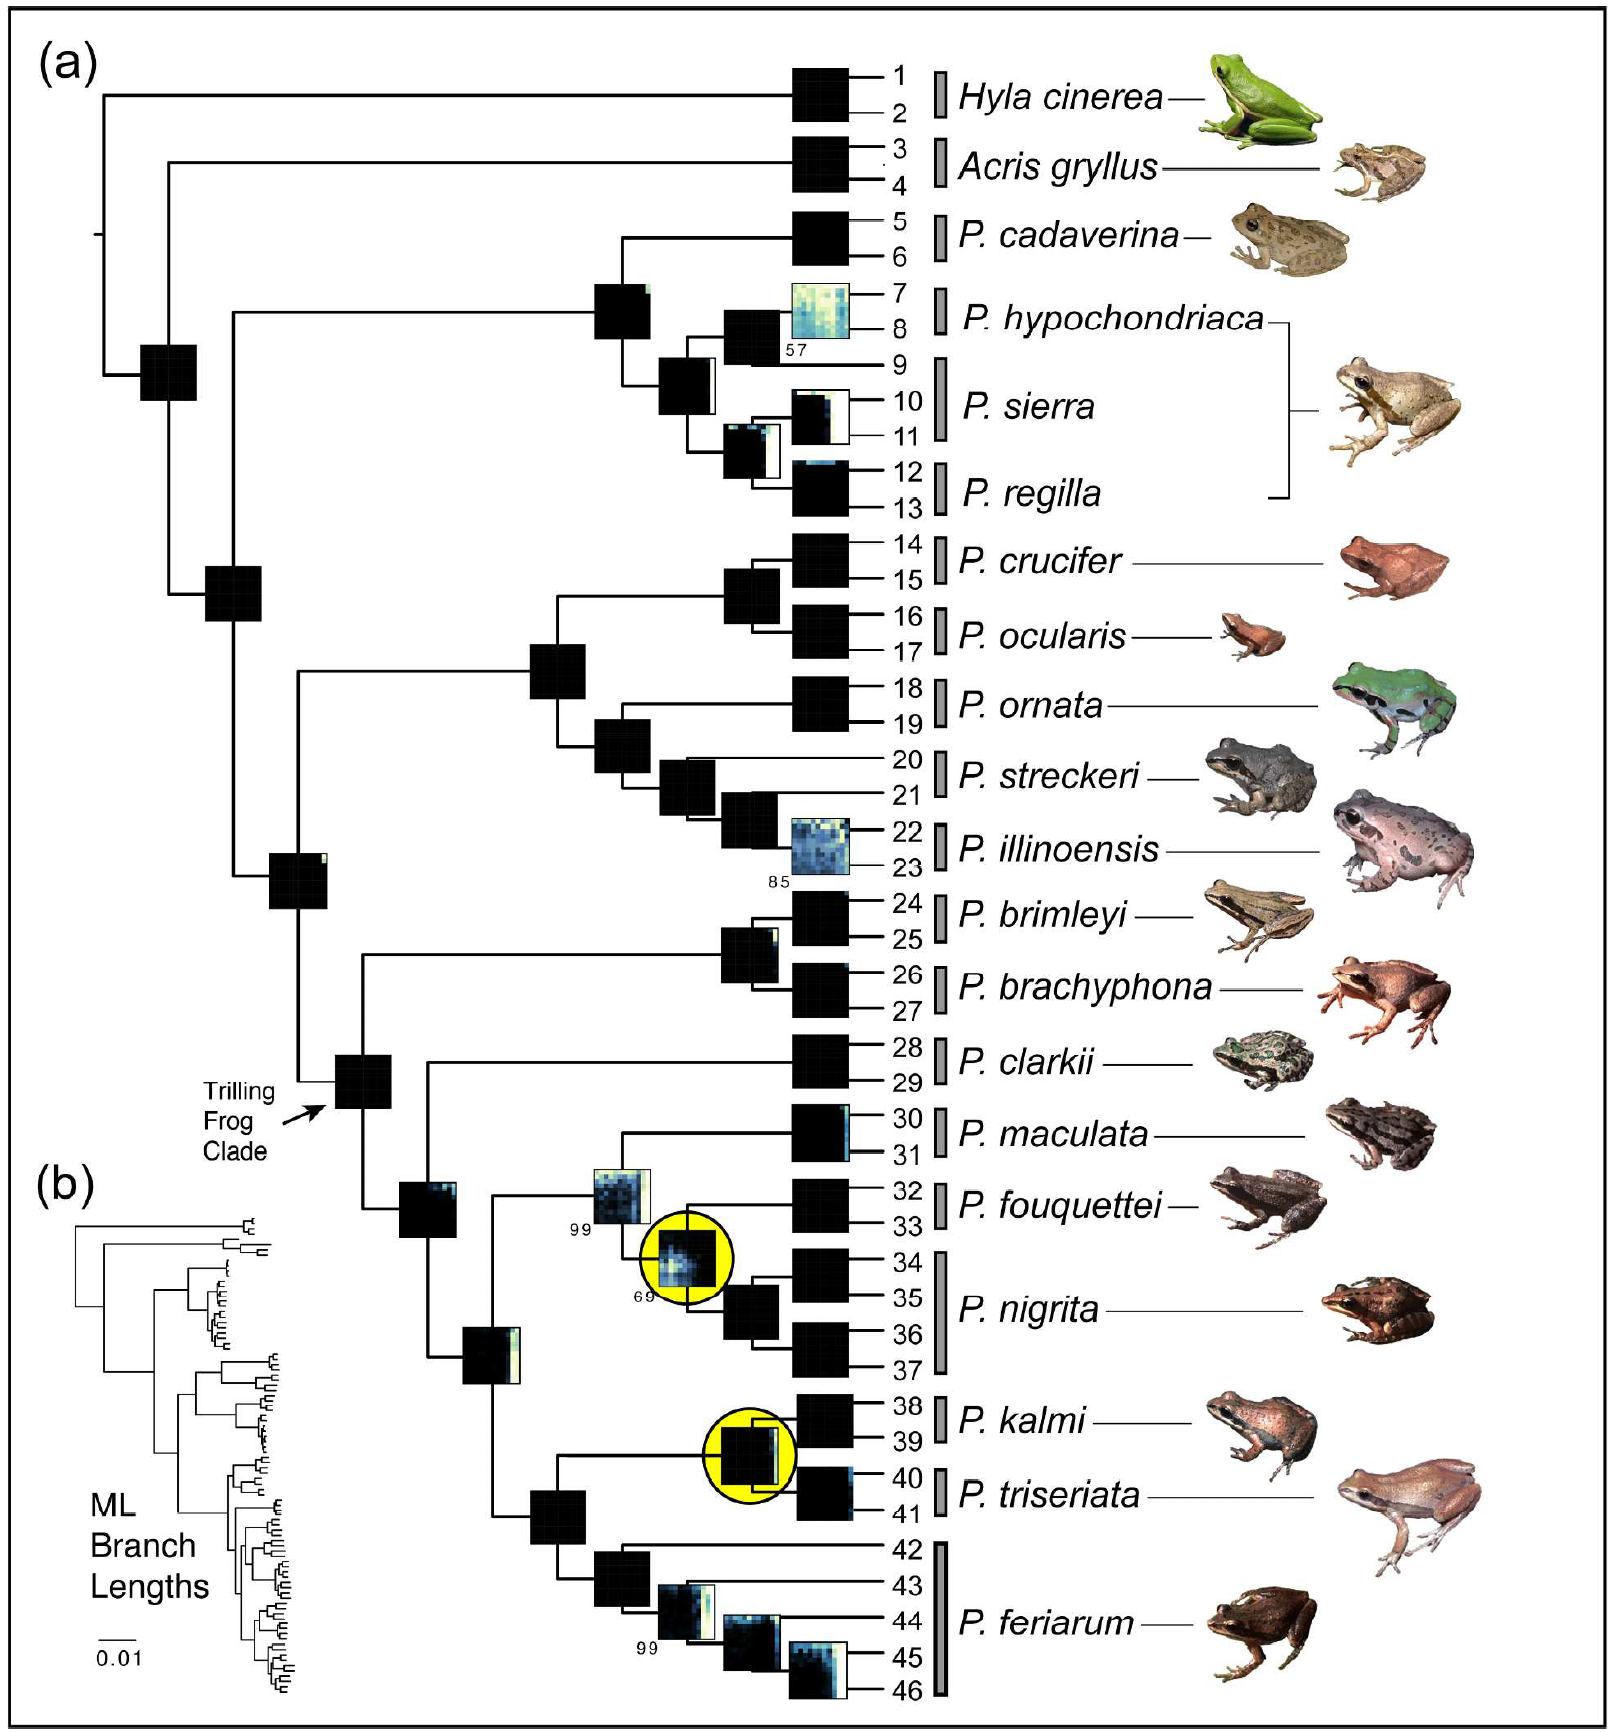 (a)
1
2
Hyla cinerea
3
4
Acris gryllus
5
6
P. cadaverina
7
8
P. hypochondriaca
57
9
10
11
P. sierra
12
13
P. regilla
14
15
P. crucifer
16
17
P. ocularis
18
19
P. ornata
20
21
P. streckeri
22
23
P. illinoensis
85
24
25
P. brimleyi
26
27
P. brachyphona
28
29
P. clarkii
Trilling
Frog
Clade
30
31
P. maculata
32
33
P. fouquettei
99
69
34
35
36
37
P. nigrita
38
39
P. kalmi
40
41
P. triseriata
42
43
44
45
46
P. feriarum
99
(b)
ML
Branch
Lengths
0.01